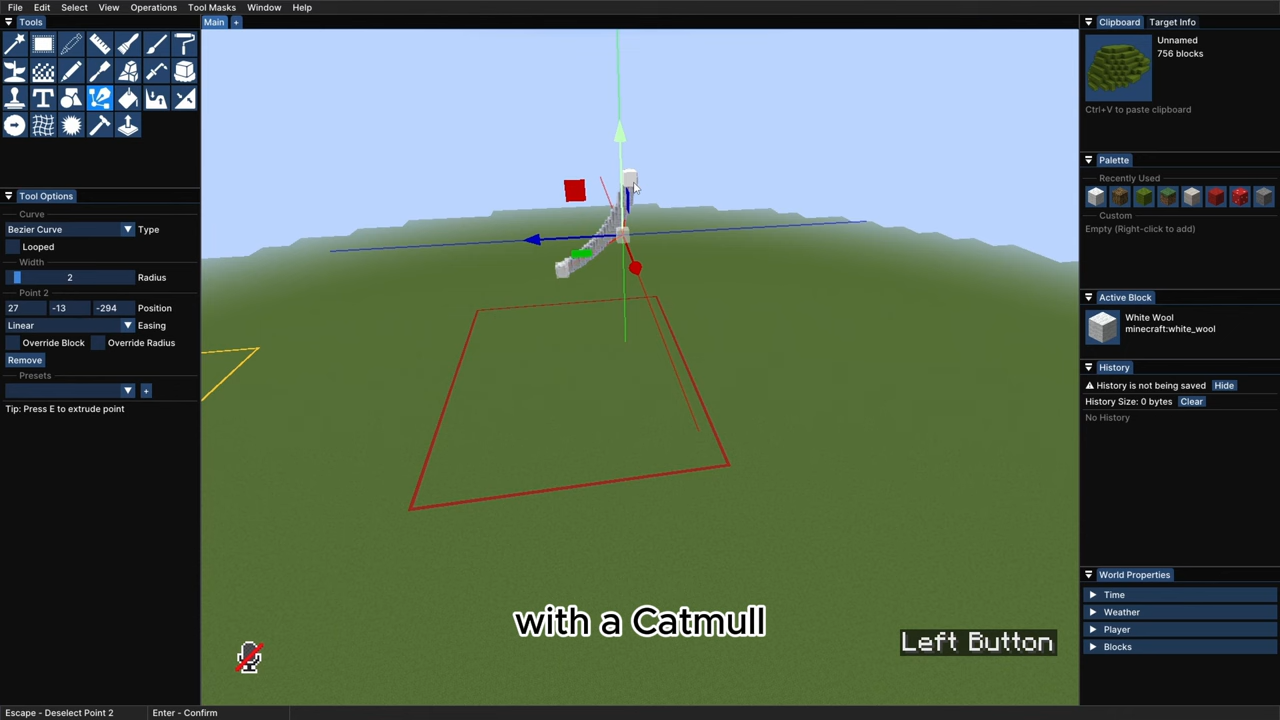 File Edit Select View Operations Tool Masks Window Help
Tools
Main +
Clipboard Target Info
Unnamed
756 blocks
Ctrl+V to paste clipboard
Palette
Recently Used
Custom
Empty (Right-click to add)
Tool Options
Curve
Bezier Curve Type
Looped
Width
2 Radius
Point 2
27 -13 -294 Position
Linear Easing
Override Block Override Radius
Remove
Presets
+
Tip: Press E to extrude point
Active Block
White Wool
minecraft:white_wool
History
History is not being saved Hide
History Size: 0 bytes Clear
No History
World Properties
Time
Weather
Player
Blocks
with a Catmull
Left Button
Escape - Deselect Point 2 Enter - Confirm